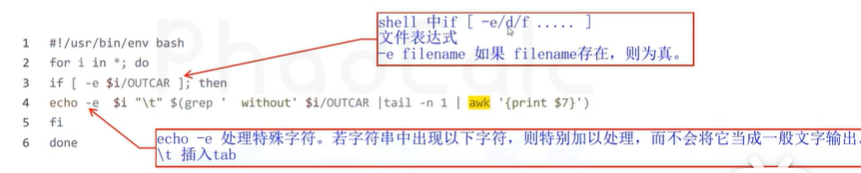 shell 中if [ -e/d/f ..... ]
文件表达式
-e filename 如果 filename存在，则为真。
1 #!/usr/bin/env bash
2 for i in *; do
3 if [ -e $i/OUTCAR ]; then
4 echo -e $i "\t" $(grep ' without' $i/OUTCAR |tail -n 1 | awk '{print $7}')
5 fi
6 done
echo -e 处理特殊字符。若字符串中出现以下字符，则特别加以处理，而不会将它当成一般文字输出。
\t 插入tab